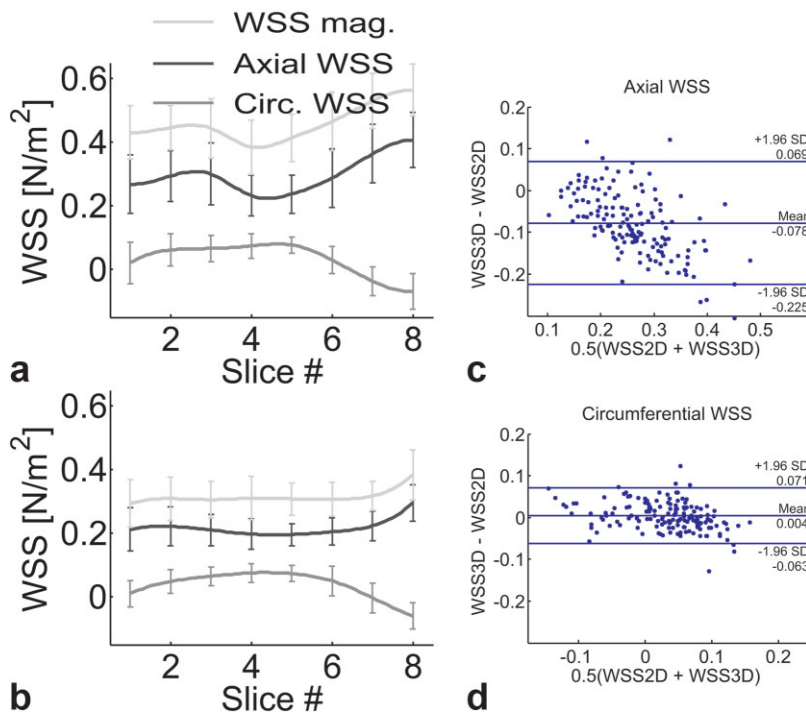 WSS mag.
Axial WSS
Circ. WSS
0.6
0.4
0.2
0
WSS [N/m²]
2 4 6 8
Slice #
a
0.6
0.4
0.2
0
WSS [N/m²]
2 4 6 8
Slice #
b
Axial WSS
0.2
0.1
0
-0.1
-0.2
WSS3D - WSS2D
+1.96 SD
0.069
Mean
-0.078
-1.96 SD
-0.225
0.1 0.2 0.3 0.4 0.5
0.5(WSS2D + WSS3D)
c
Circumferential WSS
0.2
0.1
0
-0.1
-0.2
WSS3D - WSS2D
+1.96 SD
0.071
Mean
0.004
-1.96 SD
-0.063
-0.1 0 0.1 0.2
0.5(WSS2D + WSS3D)
d